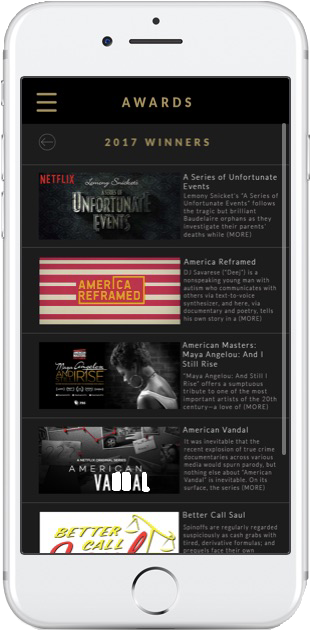 AWARDS
2017 WINNERS
NETFLIX
Lemony Snicket's
A SERIES OF
UNFORTUNATE
EVENTS
A Series of Unfortunate
Events
Lemony Snicket's "A Series of
Unfortunate Events" follows
the tragic but brilliant
Baudelaire orphans as they
investigate their parents'
deaths while (MORE)
AMERICA
REFRAMED
America Reframed
DJ Savarese ("Deej") is a
nonspeaking young man with
autism who communicates with
others via text-to-voice
synthesizer, and here, via
documentary and poetry, tells
his own story in a (MORE)
Maya Angelou
AND STILL I RISE
PBS
American Masters:
Maya Angelou: And I
Still Rise
"Maya Angelou: And Still I
Rise" offers a sumptuous
tribute to one of the most
important artists of the 20th
century—a love of (MORE)
A NETFLIX ORIGINAL SERIES
AMERICAN
VANDAL
American Vandal
It was inevitable that the
recent explosion of true crime
documentaries across various
media would spurn parody, but
nothing else about "American
Vandal" is inevitable. On its
surface, the series (MORE)
BETTER
CALL
Better Call Saul
Spinoffs are regularly regarded
suspiciously as cash grabs with
tired, derivative formulas; and
prequels face their own